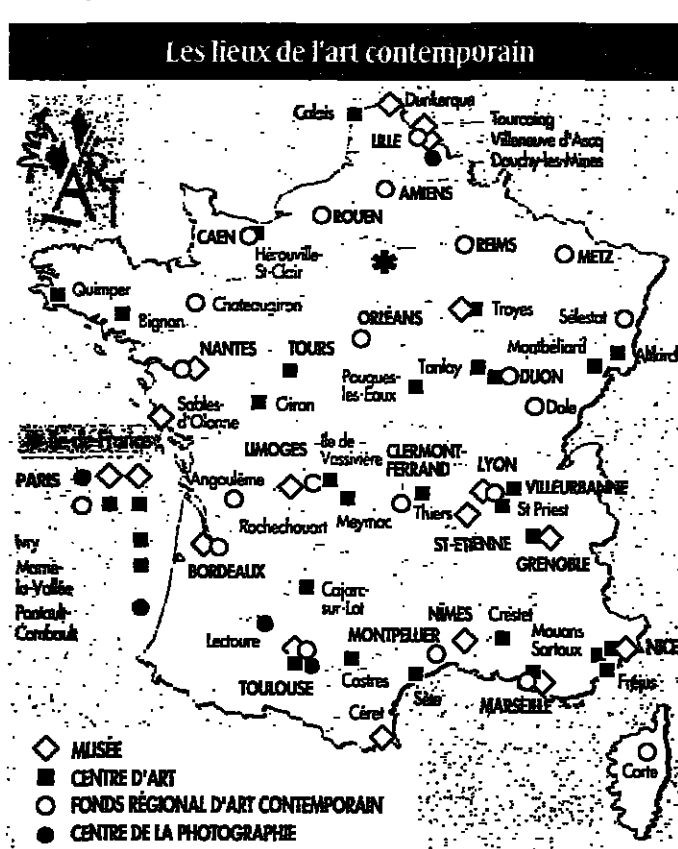 Les lieux de l'art contemporain
Dunkerque
Calais
Tourcoing
LILLE
Villeneuve d'Ascq
Douchy-les-Mines
ART
AMIENS
ROUEN
CAEN
REIMS
METZ
Hérouville-
St-Clair
Quimper
Chateaugiron
Bignan
ORLÉANS
Troyes
Sélestat
NANTES
TOURS
Montbéliard
Altkirch
Tanlay
Pougues-
les-Eaux
DIJON
Sables-
d'Olonne
Giron
Dole
Ile-de-France
LIMOGES
Ile de
Vassivière
CLERMONT-
FERRAND
LYON
PARIS
Angoulême
VILLEURBANNE
Rochechouart
Meymac
Thiers
St Priest
ST-ETIENNE
Ivry
GRENOBLE
Marne-
la-Vallée
BORDEAUX
Pontault-
Combault
Cajarc-
sur-Lot
NÎMES
Crestet
Lectoure
MONTPELLIER
Mouans
Sartoux
NICE
TOULOUSE
Castres
Sète
MARSEILLE
Fréjus
Céret
Corte
MUSÉE
CENTRE D'ART
FONDS RÉGIONAL D'ART CONTEMPORAIN
CENTRE DE LA PHOTOGRAPHIE